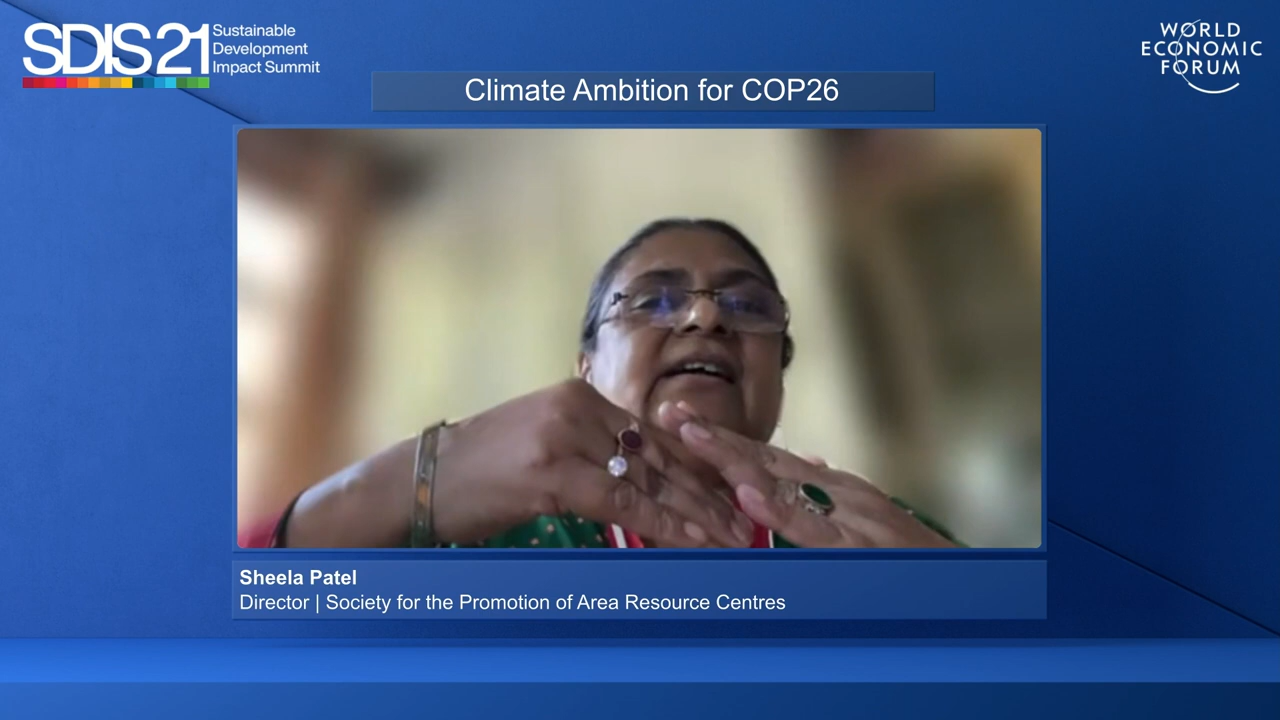 SDIS21
Sustainable
Development
Impact Summit
WORLD
ECONOMIC
FORUM
Climate Ambition for COP26
Sheela Patel
Director | Society for the Promotion of Area Resource Centres